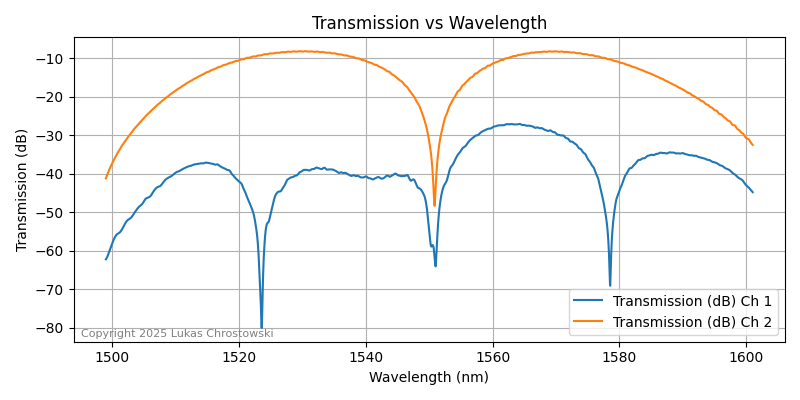 Transmission vs Wavelength
Transmission (dB)
−10
−20
−30
−40
−50
−60
−70
−80
Transmission (dB) Ch 1
Transmission (dB) Ch 2
Copyright 2025 Lukas Chrostowski
1500
1520
1540
1560
1580
1600
Wavelength (nm)